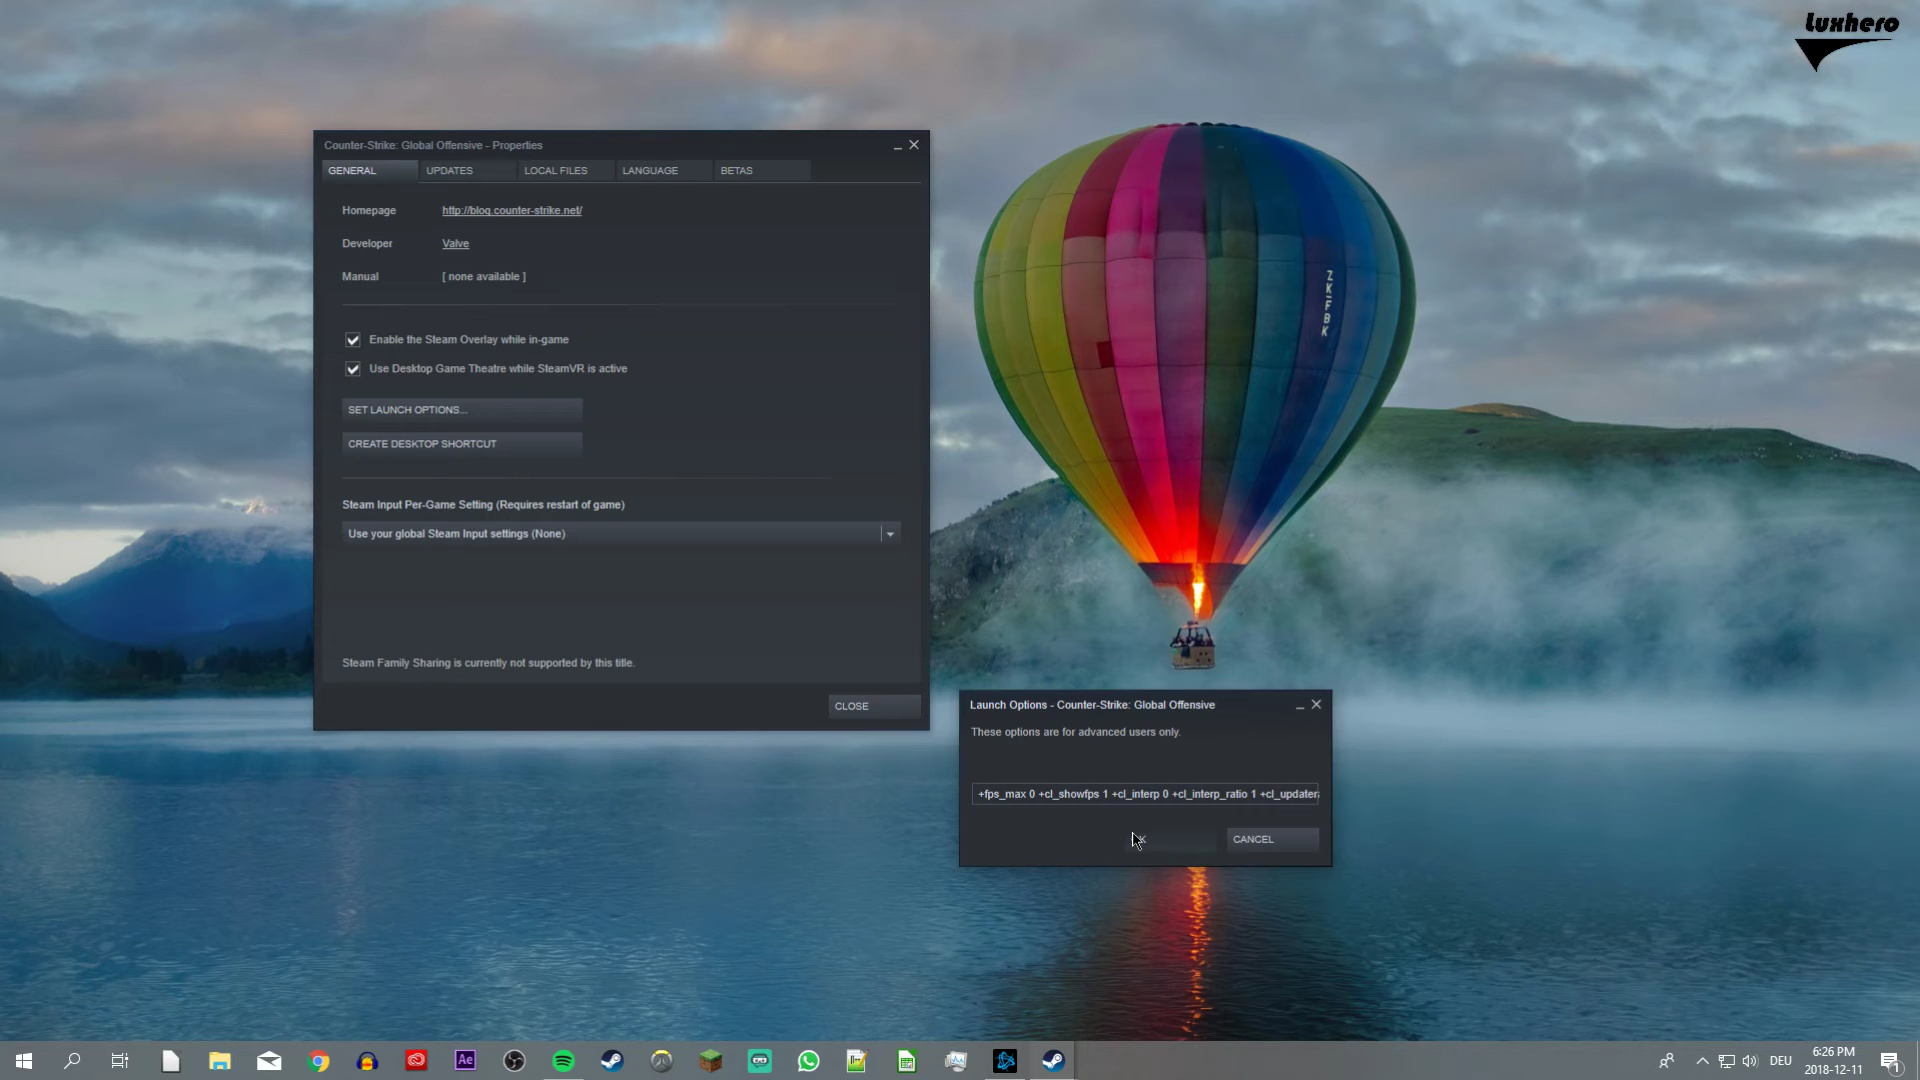 Luxhero
Counter-Strike: Global Offensive - Properties
GENERAL
UPDATES
LOCAL FILES
LANGUAGE
BETAS
Homepage
http://blog.counter-strike.net/
Developer
Valve
Manual
[ none available ]
Enable the Steam Overlay while in-game
Use Desktop Game Theatre while SteamVR is active
SET LAUNCH OPTIONS...
CREATE DESKTOP SHORTCUT
Steam Input Per-Game Setting (Requires restart of game)
Use your global Steam Input settings (None)
Steam Family Sharing is currently not supported by this title.
CLOSE
ZK-FBK
Launch Options - Counter-Strike: Global Offensive
These options are for advanced users only.
+fps_max 0 +cl_showfps 1 +cl_interp 0 +cl_interp_ratio 1 +cl_updatera
CANCEL
Ae
DEU
6:26 PM
2018-12-11
1